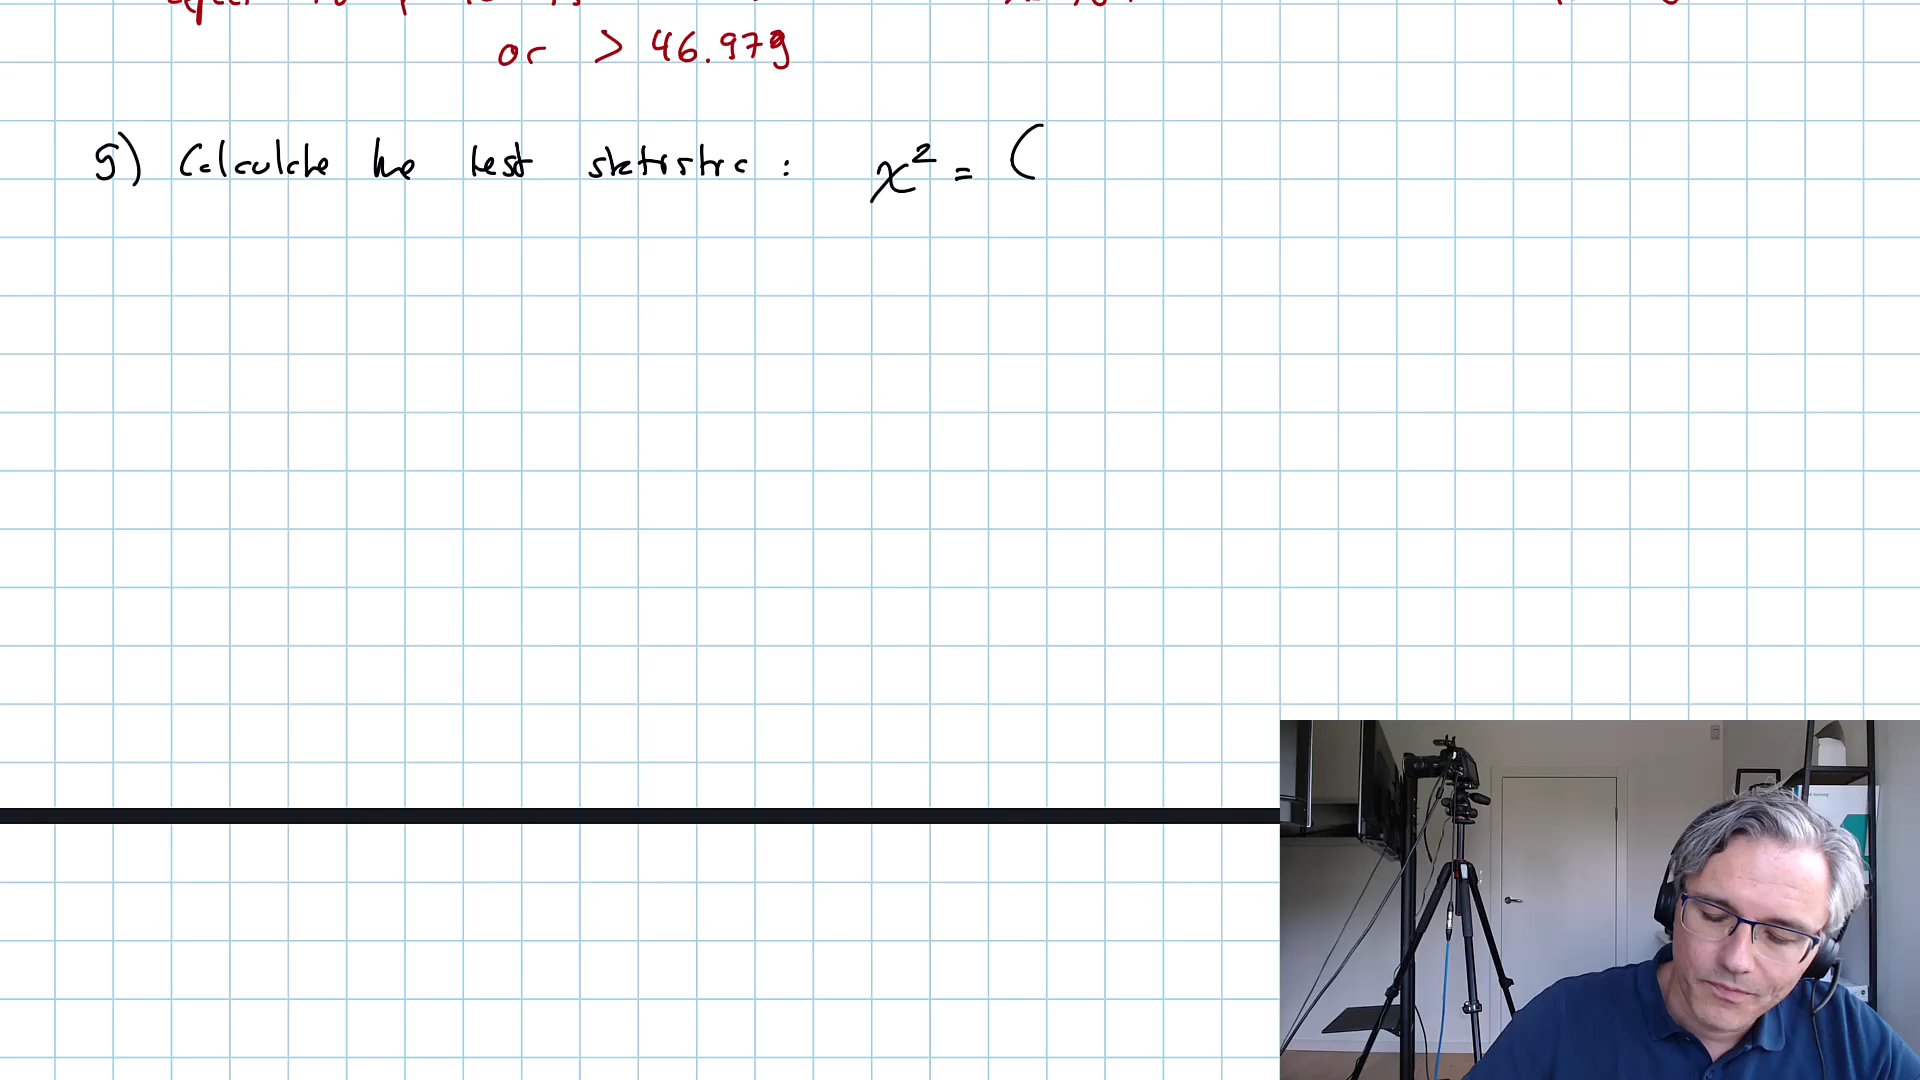 or > 46.979
5) Calculate the test statistic : χ² = (